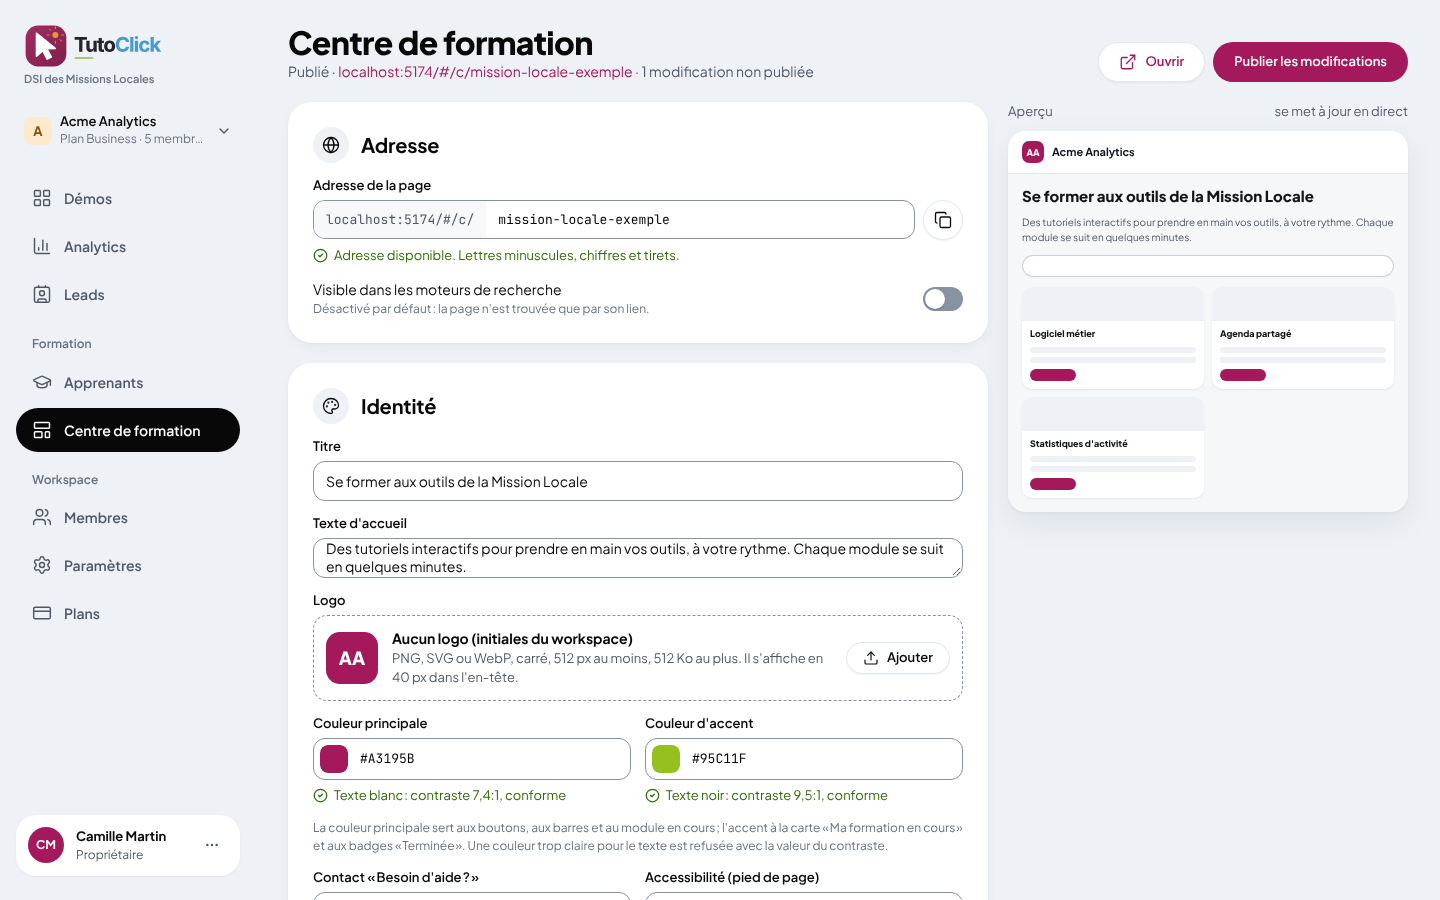 TutoClick
DSI des Missions Locales
A
Acme Analytics
Plan Business · 5 membr...
Démos
Analytics
Leads
Formation
Apprenants
Centre de formation
Workspace
Membres
Paramètres
Plans
CM
Camille Martin
Propriétaire
Centre de formation
Publié · localhost:5174/#/c/mission-locale-exemple · 1 modification non publiée
Ouvrir
Publier les modifications
Adresse
Adresse de la page
localhost:5174/#/c/ mission-locale-exemple
Adresse disponible. Lettres minuscules, chiffres et tirets.
Visible dans les moteurs de recherche
Désactivé par défaut : la page n'est trouvée que par son lien.
Identité
Titre
Se former aux outils de la Mission Locale
Texte d'accueil
Des tutoriels interactifs pour prendre en main vos outils, à votre rythme. Chaque module se suit
en quelques minutes.
Logo
AA
Aucun logo (initiales du workspace)
PNG, SVG ou WebP, carré, 512 px au moins, 512 Ko au plus. Il s'affiche en
40 px dans l'en-tête.
Ajouter
Couleur principale
#A3195B
Texte blanc : contraste 7,4:1, conforme
Couleur d'accent
#95C11F
Texte noir : contraste 9,5:1, conforme
La couleur principale sert aux boutons, aux barres et au module en cours ; l'accent à la carte « Ma formation en cours »
et aux badges « Terminée ». Une couleur trop claire pour le texte est refusée avec la valeur du contraste.
Contact « Besoin d'aide ? »
Accessibilité (pied de page)
Aperçu
se met à jour en direct
AA
Acme Analytics
Se former aux outils de la Mission Locale
Des tutoriels interactifs pour prendre en main vos outils, à votre rythme. Chaque
module se suit en quelques minutes.
Logiciel métier
Agenda partagé
Statistiques d'activité